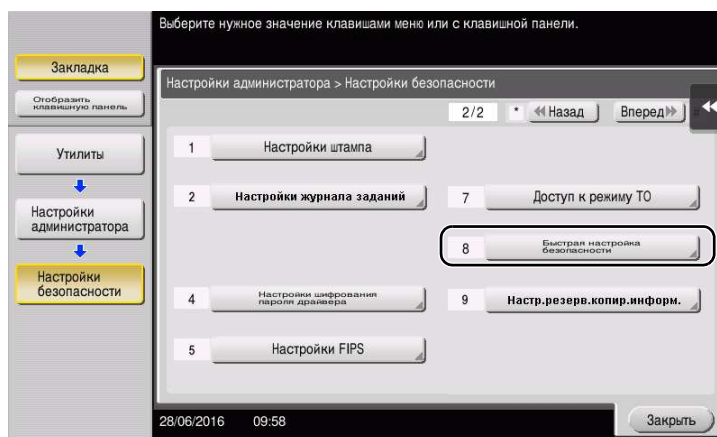 Выберите нужное значение клавишами меню или с клавишной панели.
Закладка
Отобразить
клавишную панель
Утилиты
Настройки
администратора
Настройки
безопасности
Настройки администратора > Настройки безопасности
2/2 * Назад Вперед
1 Настройки штампа
2 Настройки журнала заданий
7 Доступ к режиму ТО
8 Быстрая настройка
безопасности
4 Настройки шифрования
пароля драйвера
9 Настр.резерв.копир.информ.
5 Настройки FIPS
28/06/2016 09:58
Закрыть